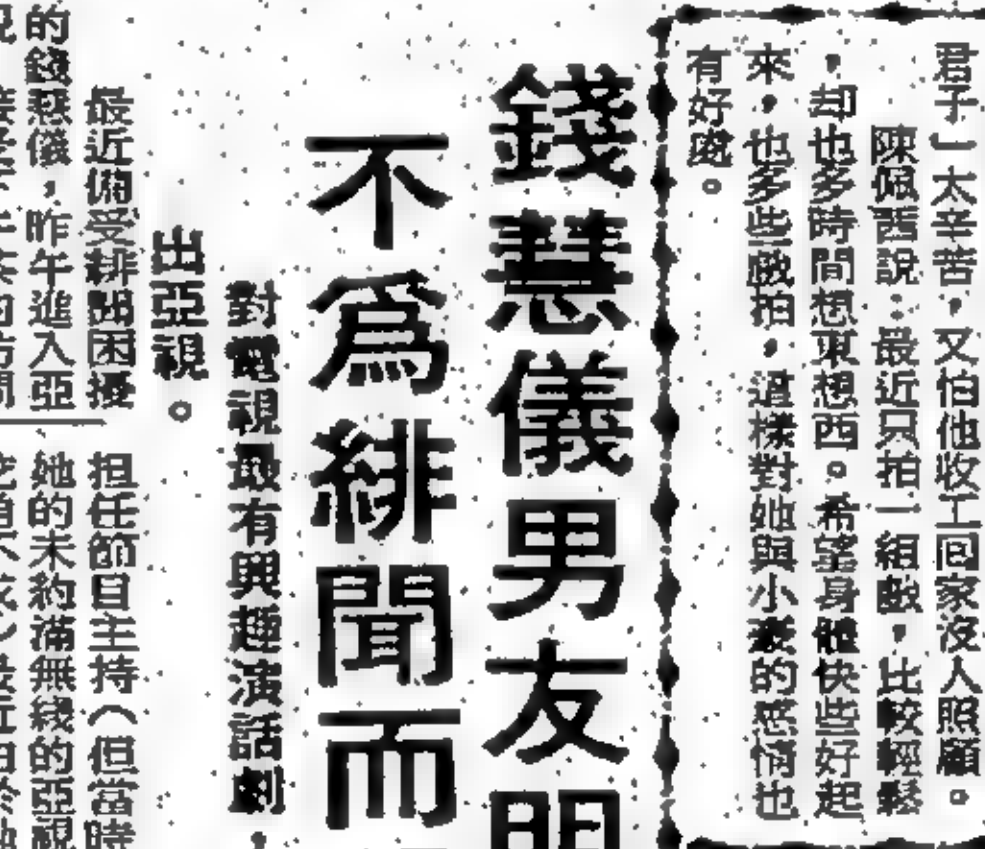 君子」太辛苦，又怕他收工回家沒人照顧。
陳佩西說：最近只拍一組戲，比較輕鬆
，却也多時間想東想西。希望身體快些好起
來，也多些戲拍，這樣對她與小的感情也
有好處。
錢慧儀男友
不為緋聞而
對電視最有興趣演話劇，
出亞視。
最近備受緋聞困擾
的錢慧儀，昨午進入亞
担任節目主持（但當時
她的未約滿無綫的亞視